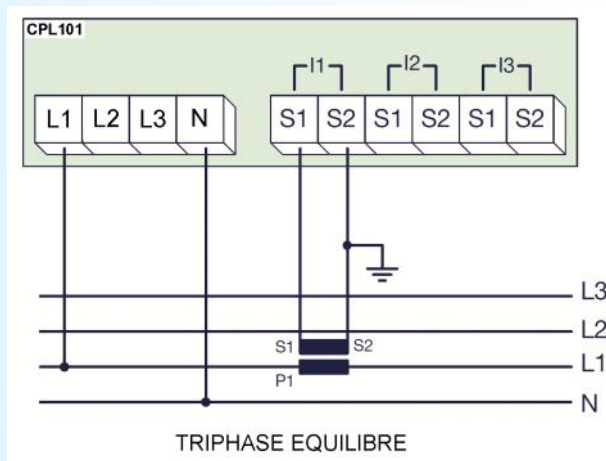 CPL101
I1 I2 I3
L1 L2 L3 N S1 S2 S1 S2 S1 S2
L3
L2
S1 S2
L1
P1
N
TRIPHASE EQUILIBRE